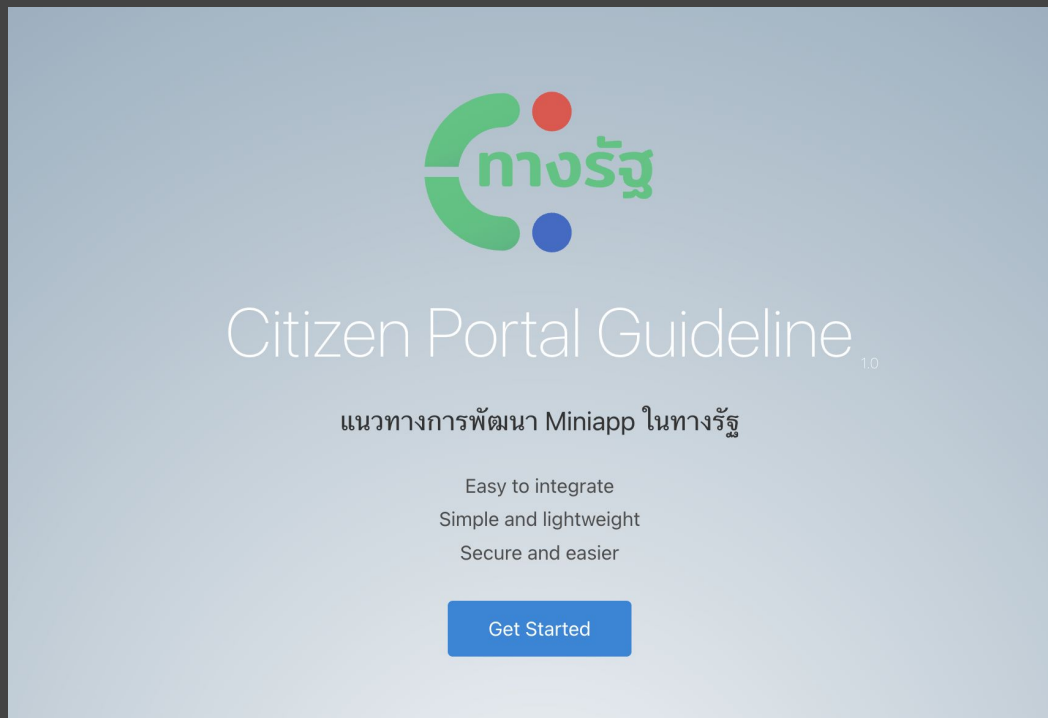 ทางรัฐ
Citizen Portal Guideline 1.0
แนวทางการพัฒนา Miniapp ในทางรัฐ
Easy to integrate
Simple and lightweight
Secure and easier
Get Started